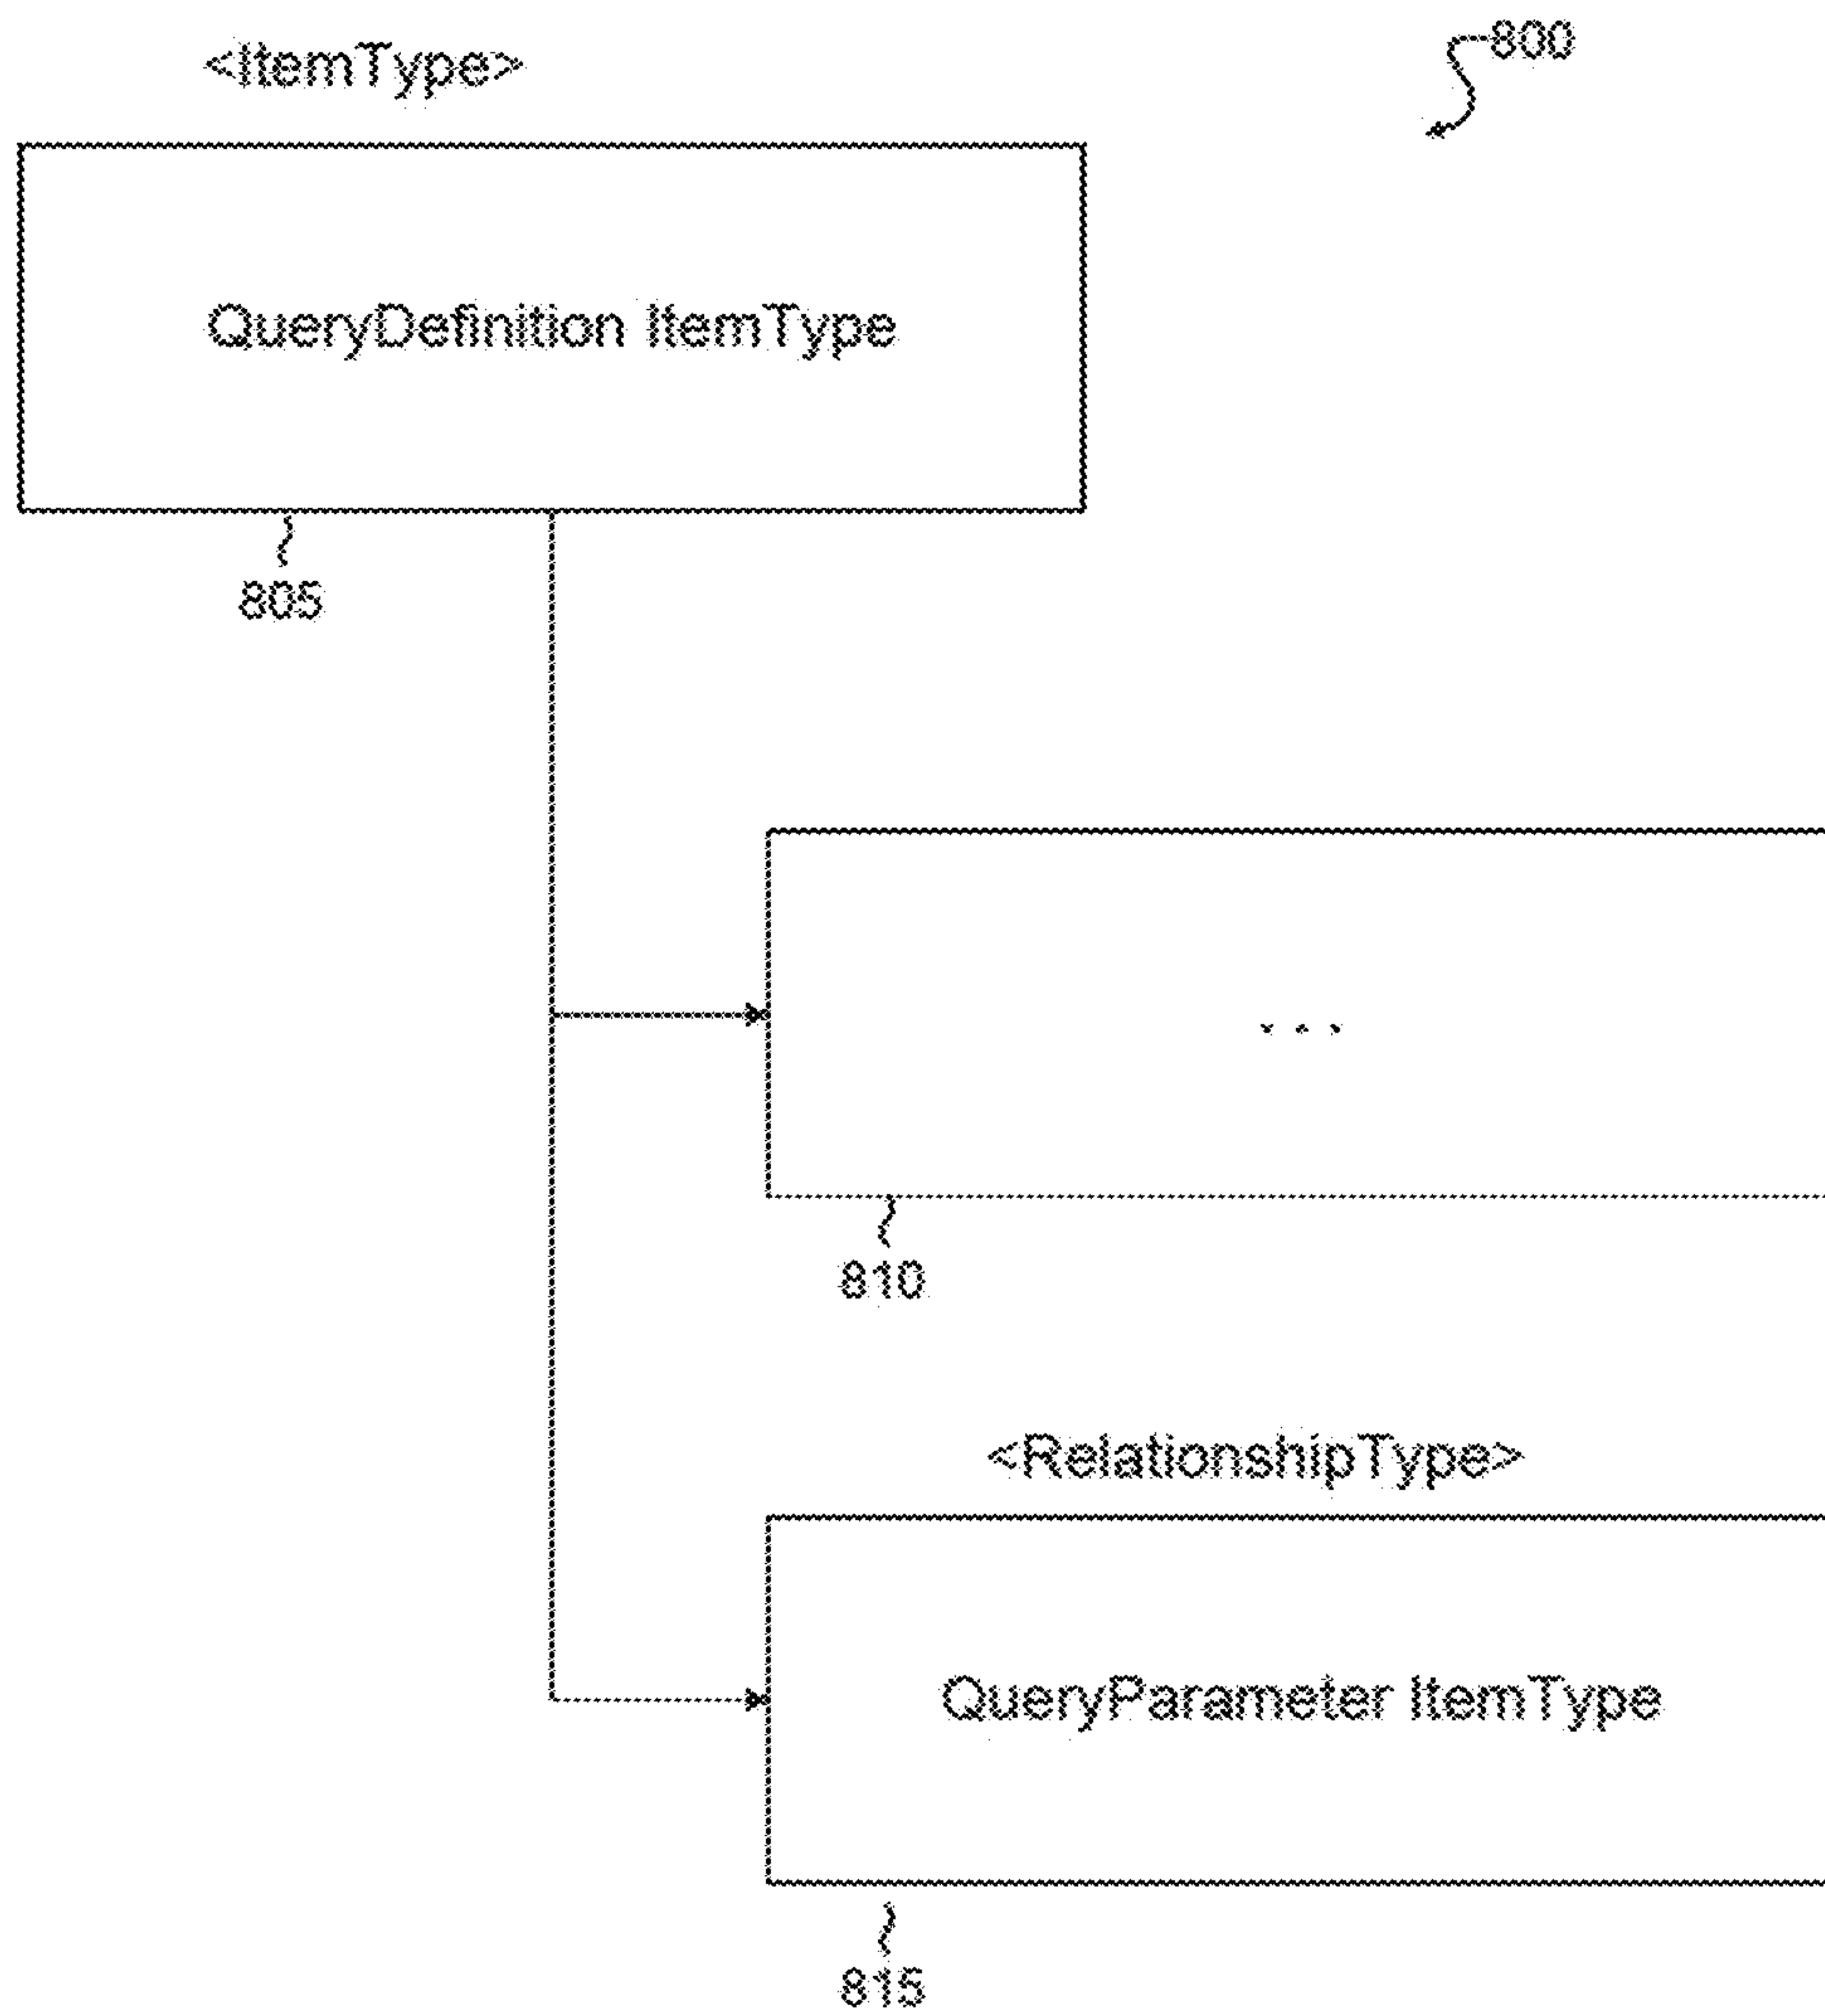 <ItemType>
800
QueryDefinition ItemType
805
...
810
<RelationshipType>
QueryParameter ItemType
815